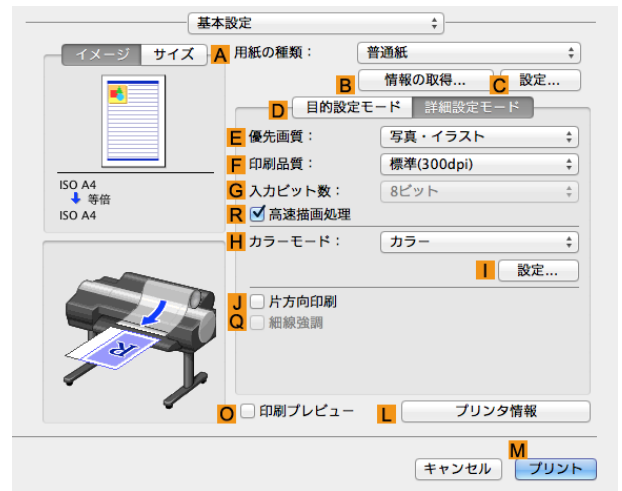 基本設定
イメージ サイズ
A 用紙の種類： 普通紙
B 情報の取得... C 設定...
D 目的設定モード 詳細設定モード
E 優先画質： 写真・イラスト
F 印刷品質： 標準(300dpi)
G 入力ビット数： 8ビット
R 高速描画処理
ISO A4
等倍
ISO A4
H カラーモード： カラー
I 設定...
J 片方向印刷
Q 細線強調
R
O 印刷プレビュー L プリンタ情報
M
キャンセル プリント